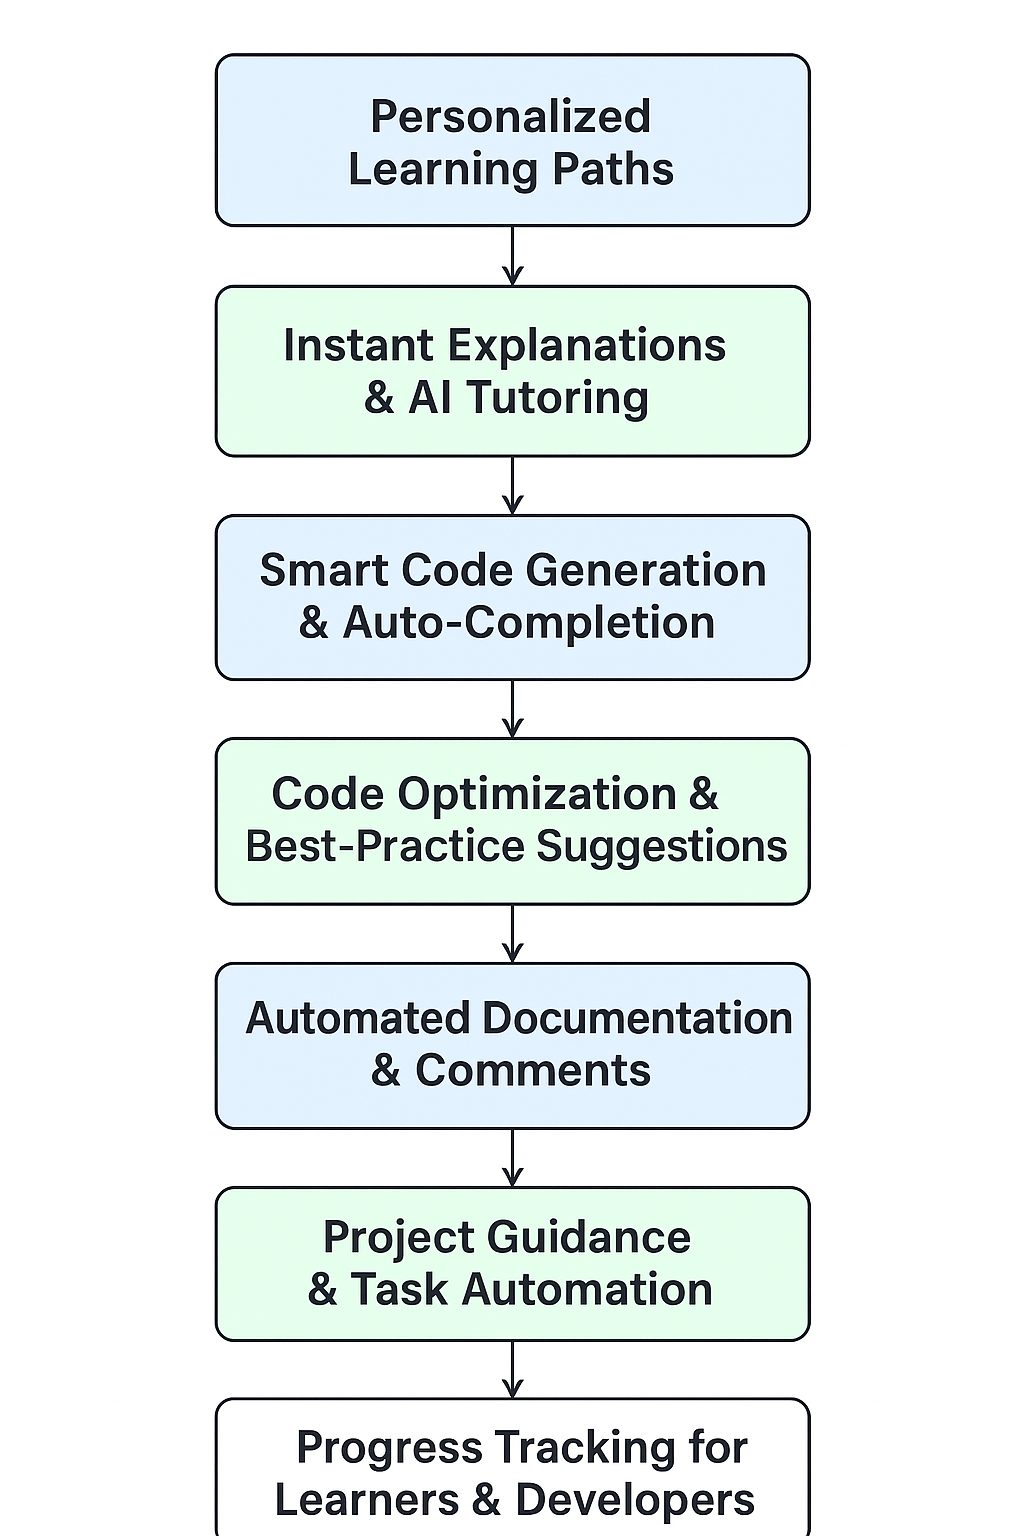 Personalized
Learning Paths
Instant Explanations
& AI Tutoring
Smart Code Generation
& Auto-Completion
Code Optimization &
Best-Practice Suggestions
Automated Documentation
& Comments
Project Guidance
& Task Automation
Progress Tracking for
Learners & Developers